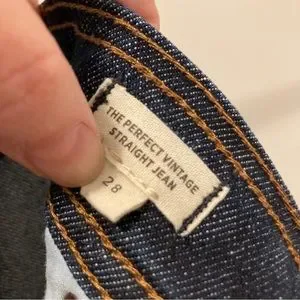 THE PERFECT VINTAGE
STRAIGHT JEAN
28